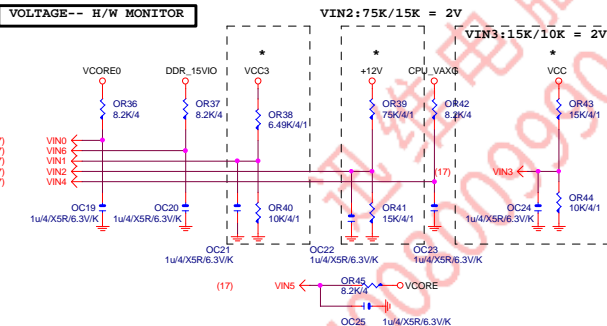 VOLTAGE-- H/W MONITOR
VIN2:75K/15K = 2V
VIN3:15K/10K = 2V
* * *
VCORE0 DDR_15VIO VCC3 +12V CPU_VAXG VCC
OR36 8.2K/4
OR37 8.2K/4
OR38 6.49K/4/1
OR39 75K/4/1
OR42 8.2K/4
OR43 15K/4/1
VIN0
VIN6
VIN1
VIN2
VIN4
(17)
VIN3
OC19 1u/4/X5R/6.3V/K
OC20 1u/4/X5R/6.3V/K
OR40 10K/4/1
OR41 15K/4/1
OC24 1u/4/X5R/6.3V/K
OR44 10K/4/1
OC21 1u/4/X5R/6.3V/K
OC22 1u/4/X5R/6.3V/K
OC23 1u/4/X5R/6.3V/K
(17) VIN5
OR45 8.2K/4
VCORE
OC25 1u/4/X5R/6.3V/K